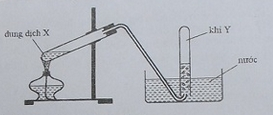 dung dịch X
khí Y
nước